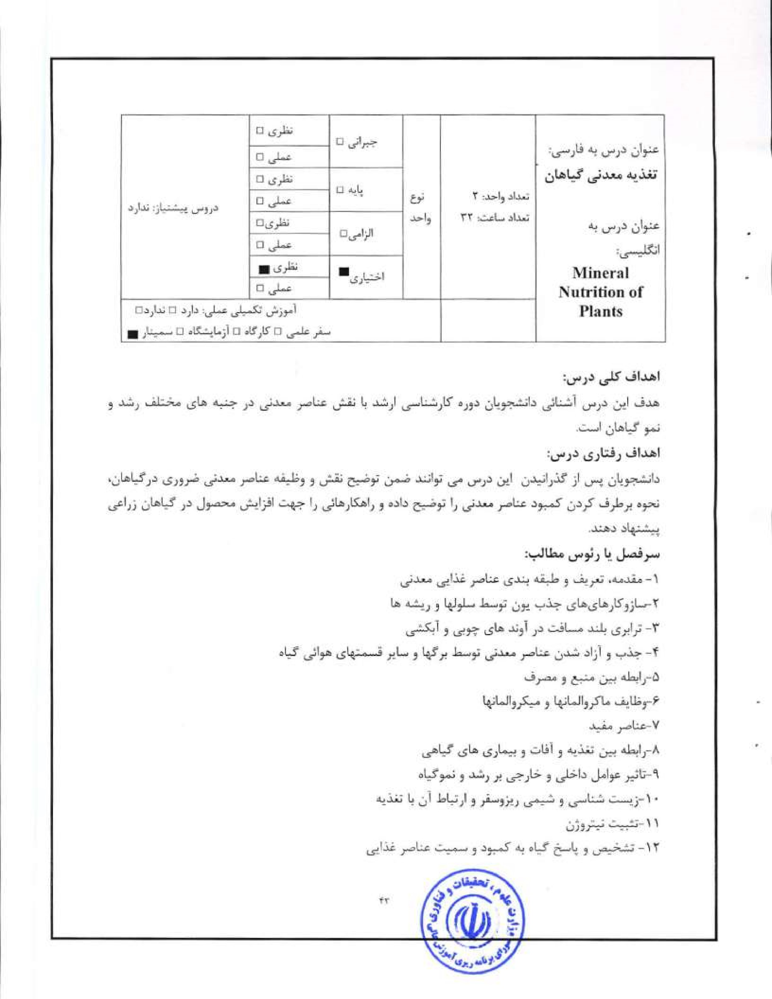 عنوان درس به فارسی:
تغذیه معدنی گیاهان
عنوان درس به
انگلیسی:
Mineral
Nutrition of
Plants
تعداد واحد: ۲
تعداد ساعت: ۳۲
نوع
واحد
جبرانی □
نظری □
عملی □
پایه □
نظری □
عملی □
الزامی□
نظری□
عملی □
اختیاری■
نظری ■
عملی □
دروس پیشنیاز: ندارد
آموزش تکمیلی عملی: دارد □ ندارد□
سفر علمی □ کارگاه □ آزمایشگاه □ سمینار ■
اهداف کلی درس:
هدف این درس آشنائی دانشجویان دوره کارشناسی ارشد با نقش عناصر معدنی در جنبه های مختلف رشد و
نمو گیاهان است.
اهداف رفتاری درس:
دانشجویان پس از گذرانیدن این درس می توانند ضمن توضیح نقش و وظیفه عناصر معدنی ضروری درگیاهان،
نحوه برطرف کردن کمبود عناصر معدنی را توضیح داده و راهکارهائی را جهت افزایش محصول در گیاهان زراعی
پیشنهاد دهند.
سرفصل یا رئوس مطالب:
۱- مقدمه، تعریف و طبقه بندی عناصر غذایی معدنی
۲-سازوکارهای‌های جذب یون توسط سلولها و ریشه ها
۳- ترابری بلند مسافت در آوند های چوبی و آبکشی
۴- جذب و آزاد شدن عناصر معدنی توسط برگها و سایر قسمتهای هوائی گیاه
۵-رابطه بین منبع و مصرف
۶-وظایف ماکروالمانها و میکروالمانها
۷-عناصر مفید
۸-رابطه بین تغذیه و آفات و بیماری های گیاهی
۹-تاثیر عوامل داخلی و خارجی بر رشد و نموگیاه
۱۰-زیست شناسی و شیمی ریزوسفر و ارتباط آن با تغذیه
۱۱-تثبیت نیتروژن
۱۲- تشخیص و پاسخ گیاه به کمبود و سمیت عناصر غذایی
۴۳
وزارت علوم، تحقیقات و فناوری
شورای برنامه ریزی آموزش عالی